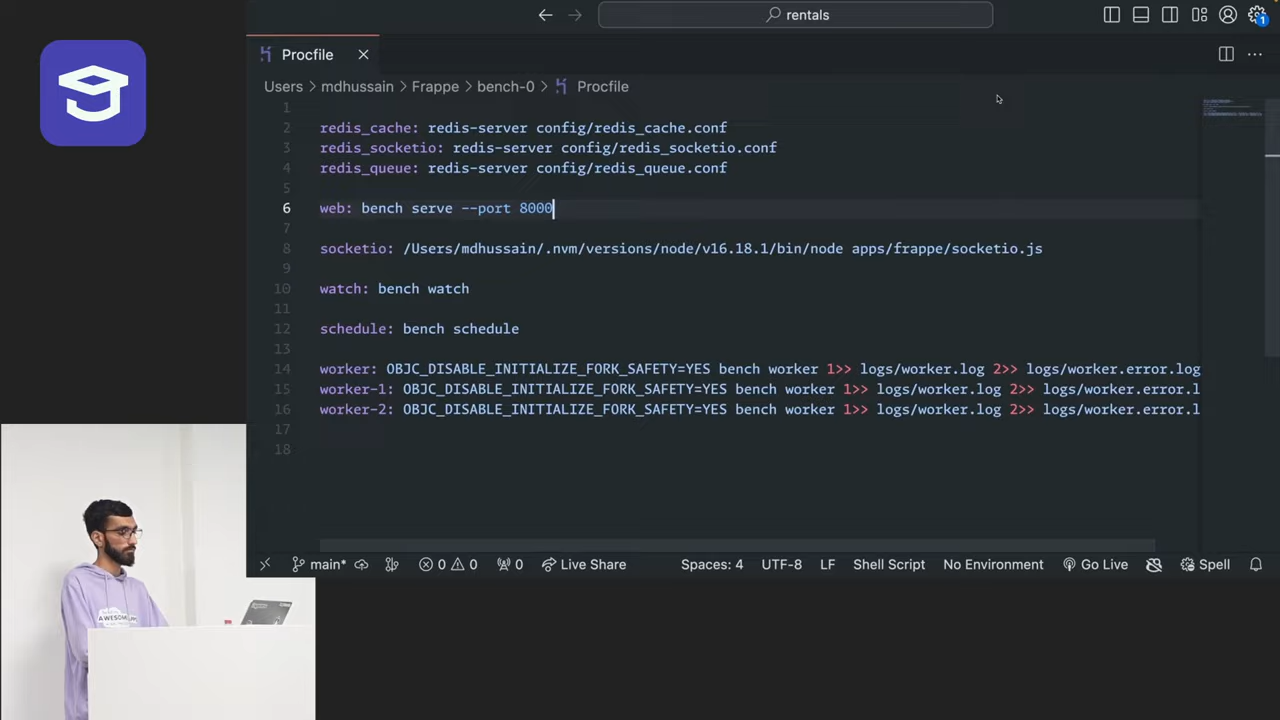 rentals
1
Procfile
Users > mdhussain > Frappe > bench-0 > Procfile
1
2 redis_cache: redis-server config/redis_cache.conf
3 redis_socketio: redis-server config/redis_socketio.conf
4 redis_queue: redis-server config/redis_queue.conf
5
6 web: bench serve --port 8000
7
8 socketio: /Users/mdhussain/.nvm/versions/node/v16.18.1/bin/node apps/frappe/socketio.js
9
10 watch: bench watch
11
12 schedule: bench schedule
13
14 worker: OBJC_DISABLE_INITIALIZE_FORK_SAFETY=YES bench worker 1>> logs/worker.log 2>> logs/worker.error.log
15 worker-1: OBJC_DISABLE_INITIALIZE_FORK_SAFETY=YES bench worker 1>> logs/worker.log 2>> logs/worker.error.l
16 worker-2: OBJC_DISABLE_INITIALIZE_FORK_SAFETY=YES bench worker 1>> logs/worker.log 2>> logs/worker.error.l
17
18
main* 0 0 0 Live Share Spaces: 4 UTF-8 LF Shell Script No Environment Go Live Spell